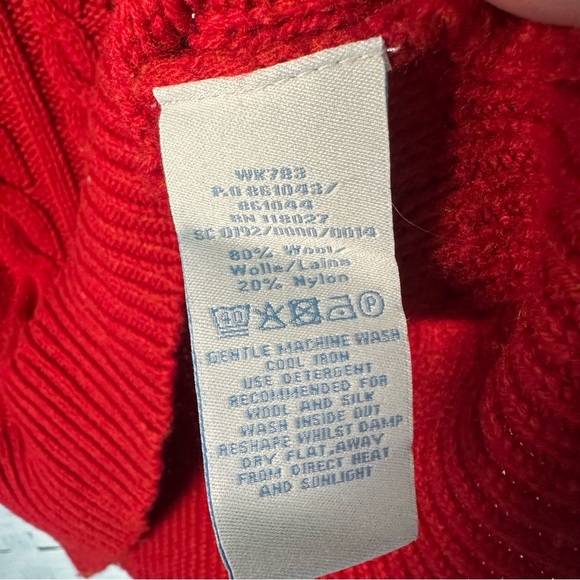 WK783
P.O 861043/
861044
RN 118027
SC 0192/0000/0014
80% Wool/
Wolle/Laine
20% Nylon
40 P
GENTLE MACHINE WASH
COOL IRON
USE DETERGENT
RECOMMENDED FOR
WOOL AND SILK
WASH INSIDE OUT
RESHAPE WHILST DAMP
DRY FLAT,AWAY
FROM DIRECT HEAT
AND SUNLIGHT